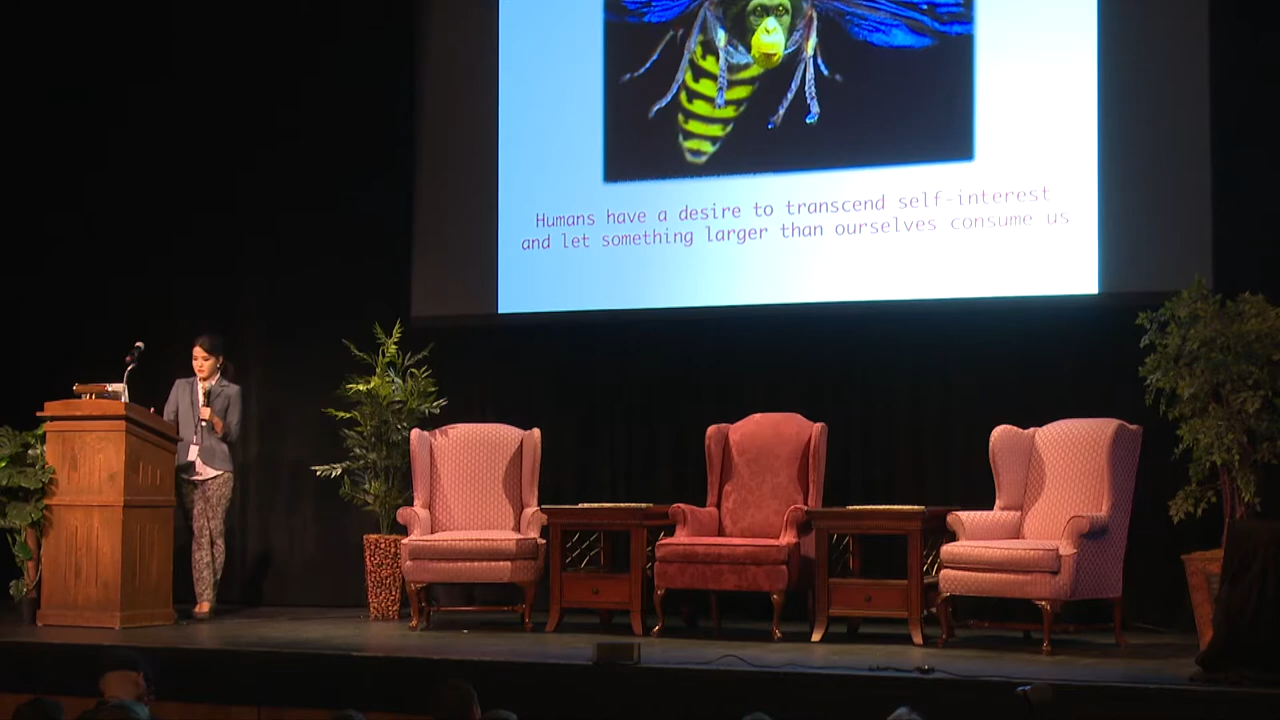 Humans have a desire to transcend self-interest
and let something larger than ourselves consume us